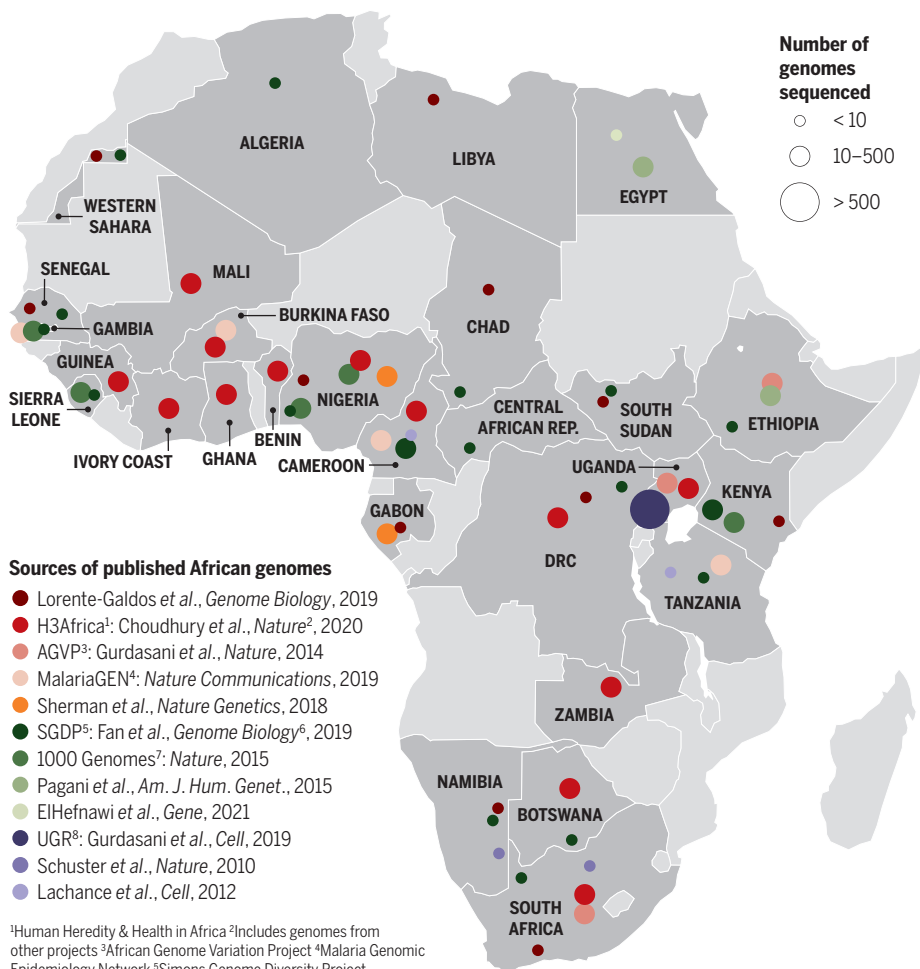 Number of
genomes
sequenced
< 10
10–500
> 500
ALGERIA
LIBYA
EGYPT
WESTERN
SAHARA
MALI
SENEGAL
GAMBIA
BURKINA FASO
CHAD
GUINEA
SIERRA
LEONE
NIGERIA
IVORY COAST
GHANA
BENIN
CAMEROON
CENTRAL
AFRICAN REP.
SOUTH
SUDAN
ETHIOPIA
UGANDA
KENYA
GABON
DRC
TANZANIA
ZAMBIA
NAMIBIA
BOTSWANA
SOUTH
AFRICA
Sources of published African genomes
Lorente-Galdos et al., Genome Biology, 2019
H3Africa¹: Choudhury et al., Nature², 2020
AGVP³: Gurdasani et al., Nature, 2014
MalariaGEN⁴: Nature Communications, 2019
Sherman et al., Nature Genetics, 2018
SGDP⁵: Fan et al., Genome Biology⁶, 2019
1000 Genomes⁷: Nature, 2015
Pagani et al., Am. J. Hum. Genet., 2015
ElHefnawi et al., Gene, 2021
UGR⁸: Gurdasani et al., Cell, 2019
Schuster et al., Nature, 2010
Lachance et al., Cell, 2012
¹Human Heredity & Health in Africa ²Includes genomes from
other projects ³African Genome Variation Project ⁴Malaria Genomic
Epidemiology Network ⁵Simons Genome Diversity Project